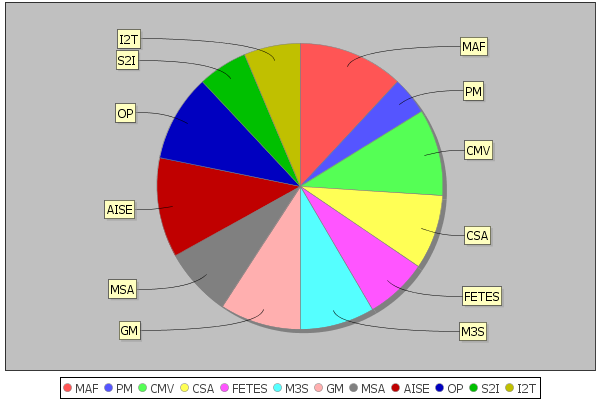 I2T
MAF
S2I
PM
OP
CMV
AISE
CSA
MSA
FETES
GM
M3S
MAF PM CMV CSA FETES M3S GM MSA AISE OP S2I I2T